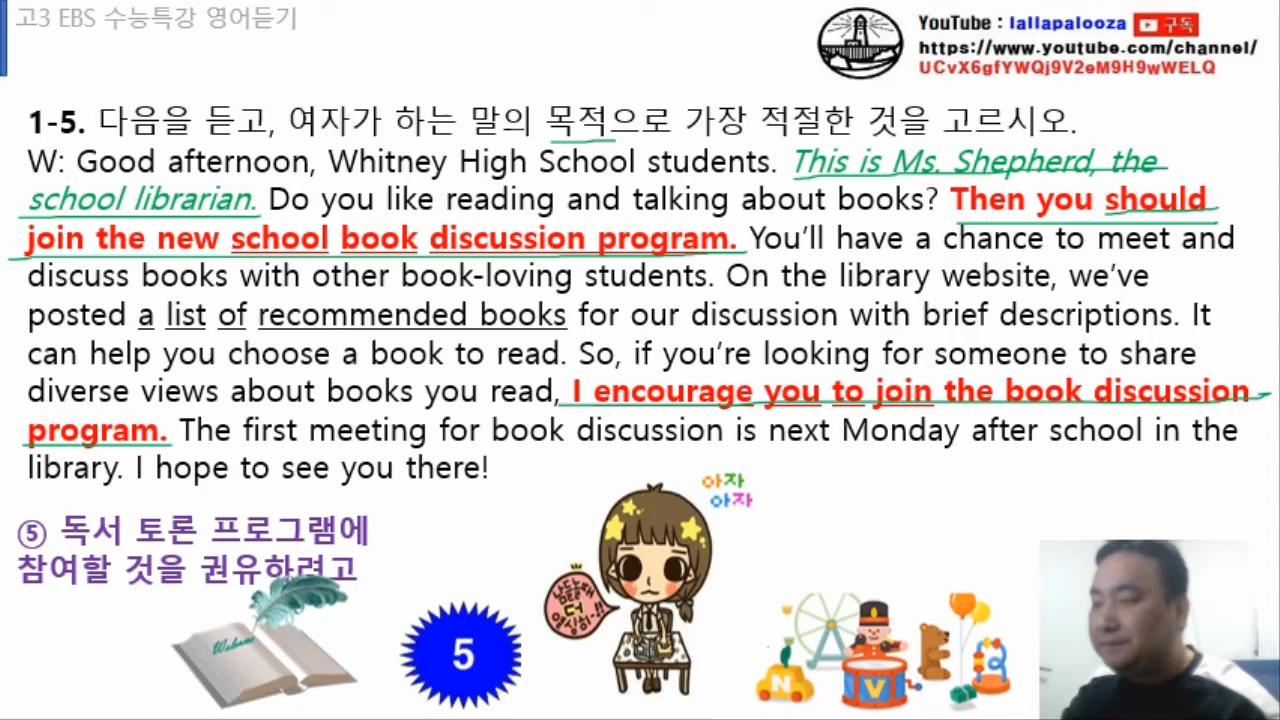 고3 EBS 수능특강 영어듣기
YouTube : lallapalooza 구독
https://www.youtube.com/channel/
UCvX6gfYWQj9V2eM9H9wWELQ
1-5. 다음을 듣고, 여자가 하는 말의 목적으로 가장 적절한 것을 고르시오.
W: Good afternoon, Whitney High School students. This is Ms. Shepherd, the
school librarian. Do you like reading and talking about books? Then you should
join the new school book discussion program. You’ll have a chance to meet and
discuss books with other book-loving students. On the library website, we’ve
posted a list of recommended books for our discussion with brief descriptions. It
can help you choose a book to read. So, if you’re looking for someone to share
diverse views about books you read, I encourage you to join the book discussion
program. The first meeting for book discussion is next Monday after school in the
library. I hope to see you there!
⑤ 독서 토론 프로그램에
참여할 것을 권유하려고
Welcome
5
아자
아자
남들놀때
더
열심히~!!!
N V